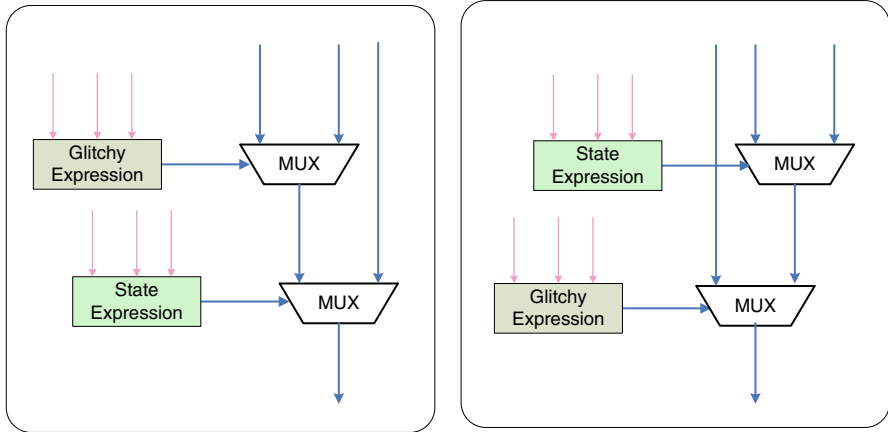 Glitchy
Expression
MUX
State
Expression
MUX
State
Expression
MUX
Glitchy
Expression
MUX